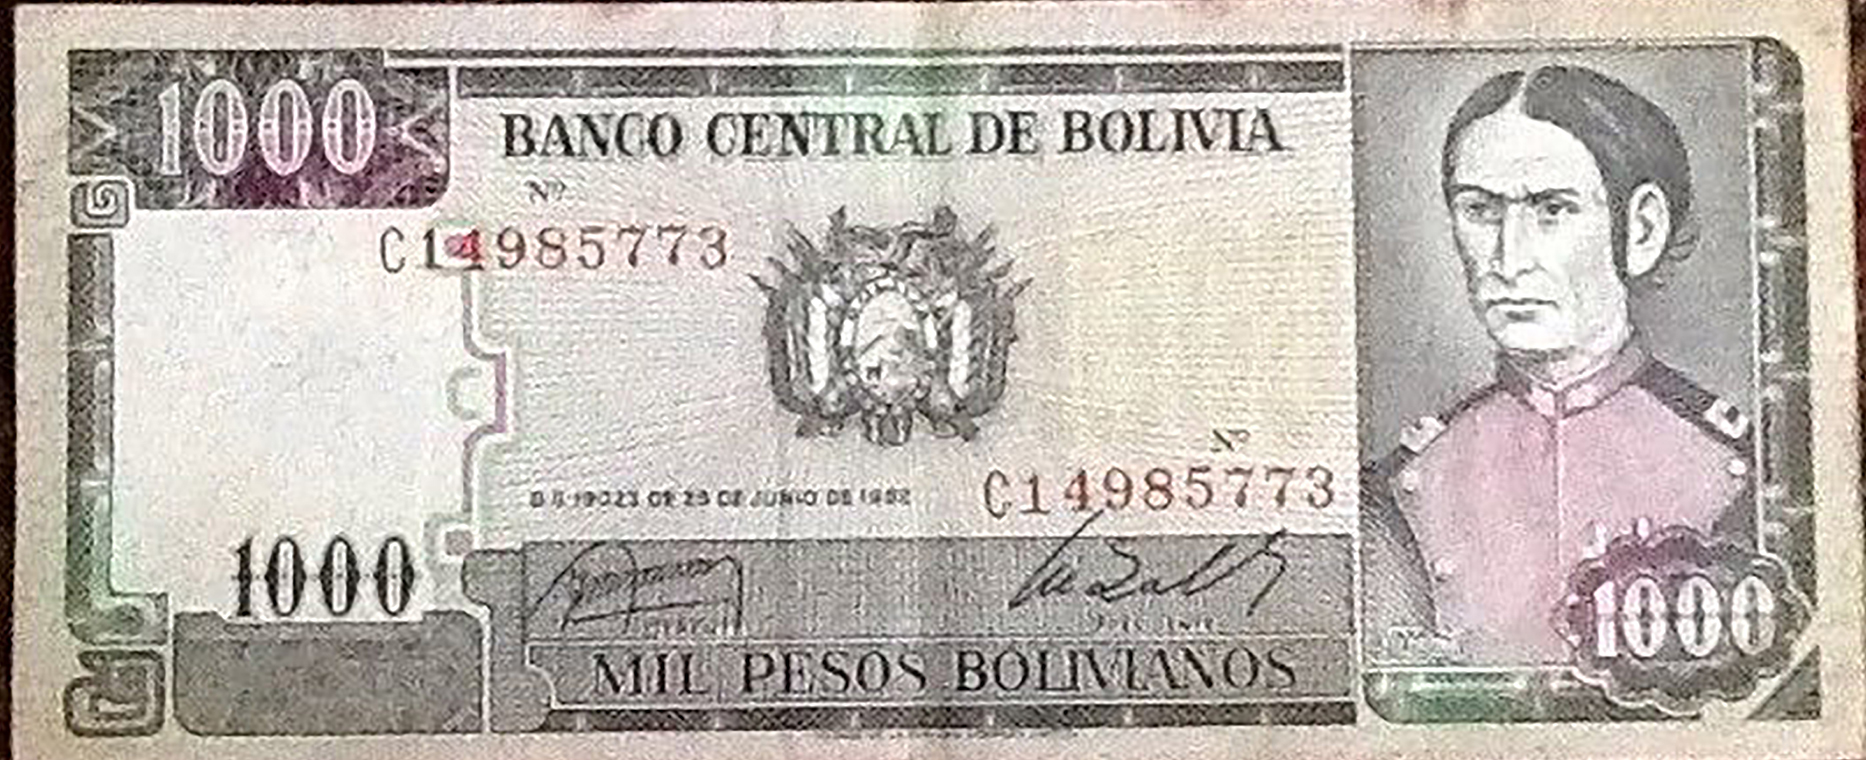 1000
BANCO CENTRAL DE BOLIVIA
Nº
C14985773
Nº
C14985773
D S 19023 DE 25 DE JUNIO DE 1982
1000
MIL PESOS BOLIVIANOS
1000